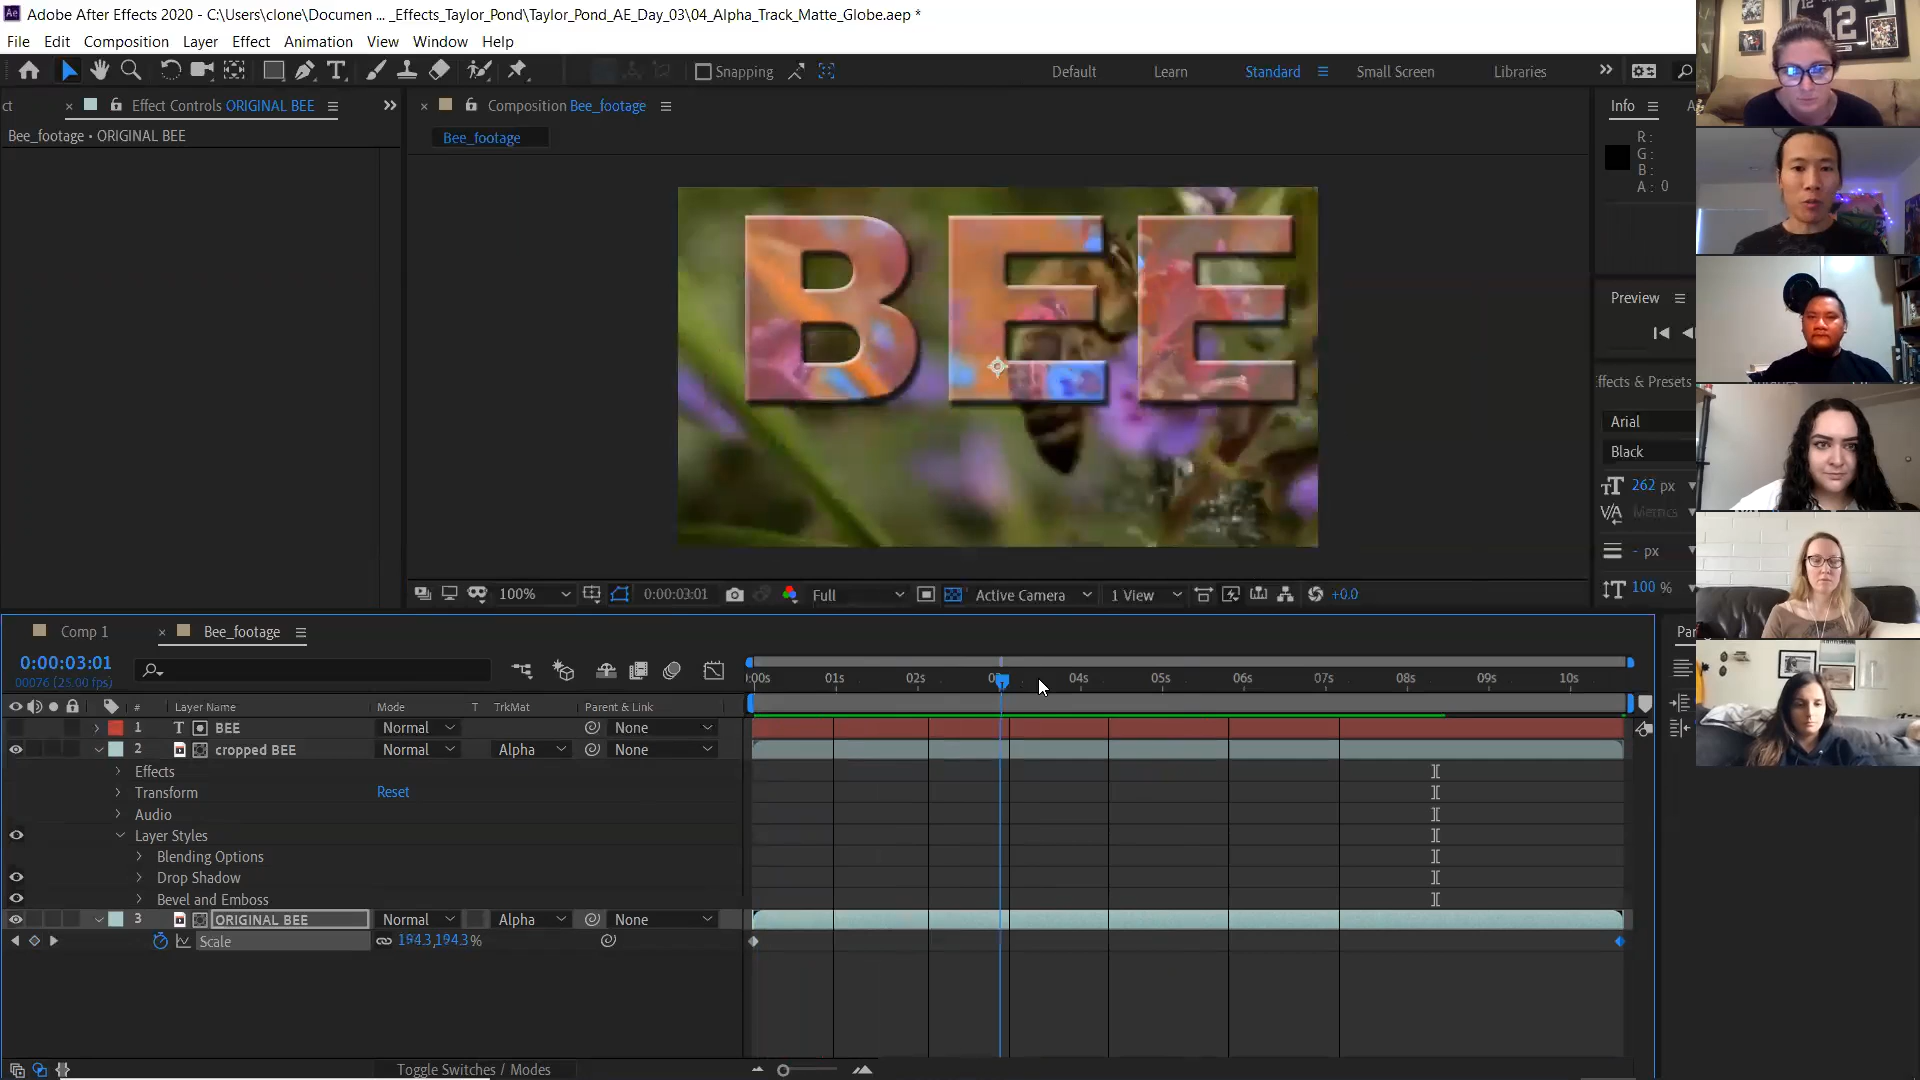 Adobe After Effects 2020 - C:\Users\clone\Documen ... _Effects_Taylor_Pond\Taylor_Pond_AE_Day_03\04_Alpha_Track_Matte_Globe.aep *
File Edit Composition Layer Effect Animation View Window Help
Snapping Default Learn Standard Small Screen Libraries
ct Effect Controls ORIGINAL BEE
Composition Bee_footage
Info
Bee_footage • ORIGINAL BEE
Bee_footage
R :
G :
B :
A : 0
12
BEE
Preview
Effects & Presets
Arial
Black
262 px
Metrics
- px
100 %
100% 0:00:03:01 Full Active Camera 1 View +0.0
Comp 1 Bee_footage
Par
0:00:03:01
00076 (25.00 fps)
:00s 01s 02s 03s 04s 05s 06s 07s 08s 09s 10s
# Layer Name Mode T TrkMat Parent & Link
1 T BEE Normal None
2 cropped BEE Normal Alpha None
Effects
Transform Reset
Audio
Layer Styles
Blending Options
Drop Shadow
Bevel and Emboss
3 ORIGINAL BEE Normal Alpha None
Scale 194.3,194.3%
Toggle Switches / Modes